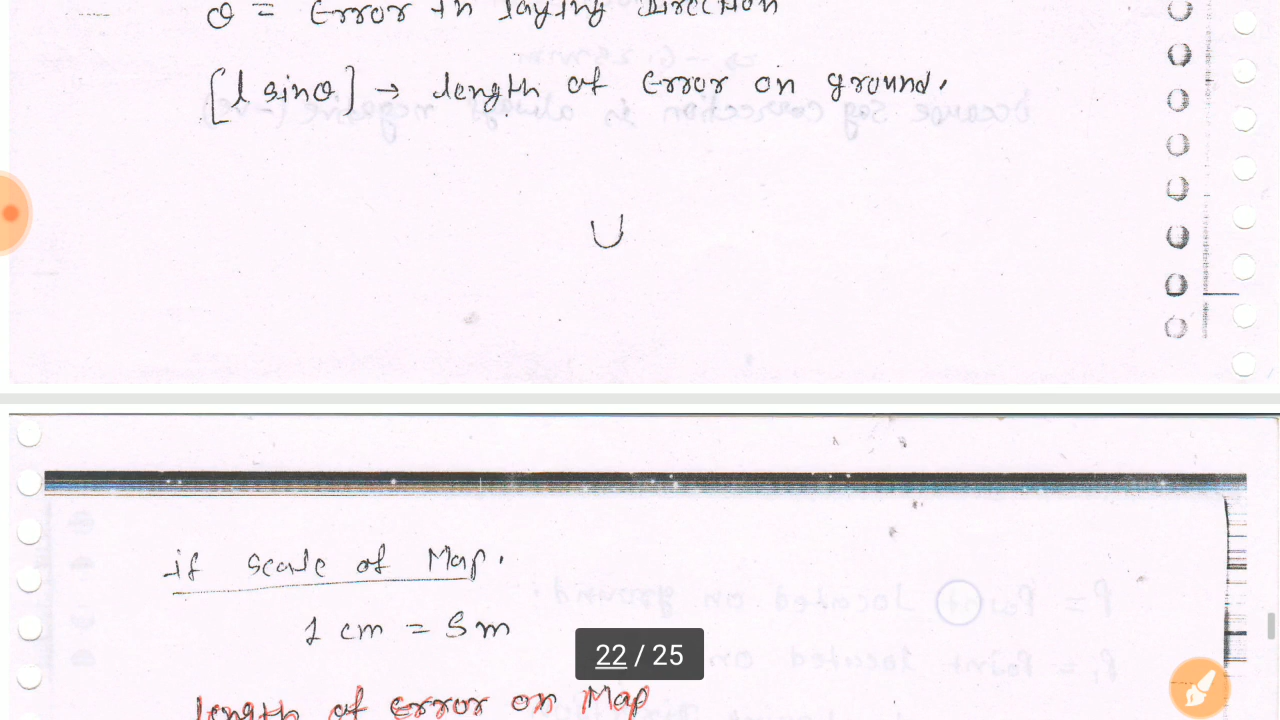 θ = Error in laying direction
[l sinθ] → length of Error on ground.
if scale of Map.
1 cm = S m
22 / 25
length of error on Map